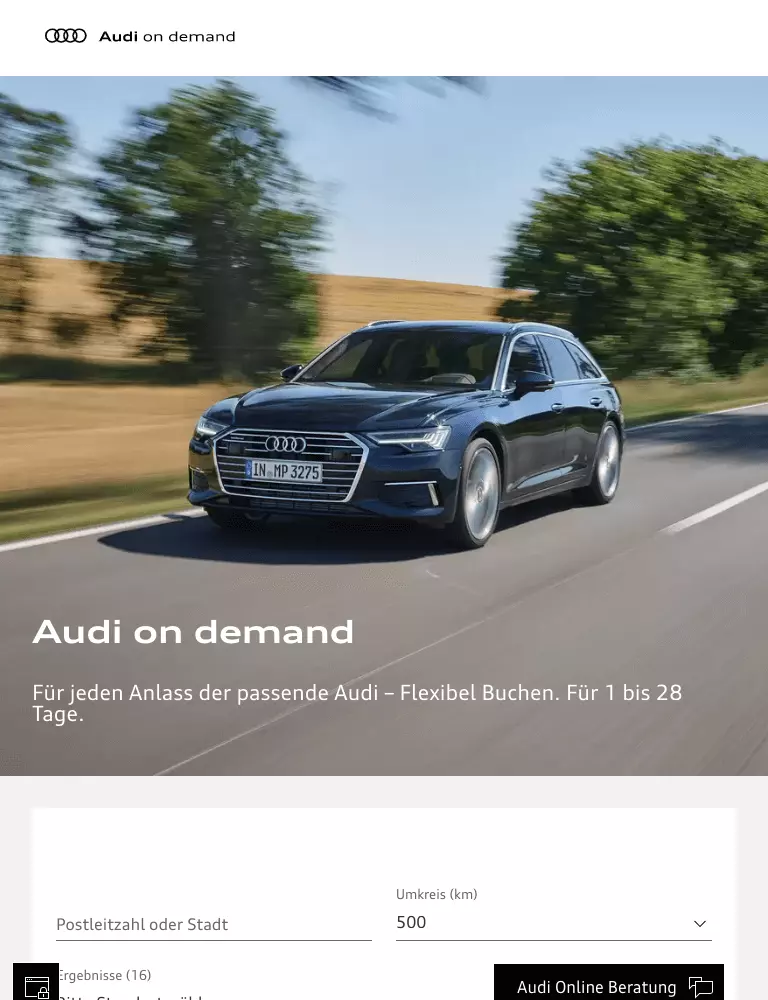 Audi on demand
IN MP 3275
Audi on demand
Für jeden Anlass der passende Audi – Flexibel Buchen. Für 1 bis 28
Tage.
Umkreis (km)
Postleitzahl oder Stadt
500
Ergebnisse (16)
Audi Online Beratung